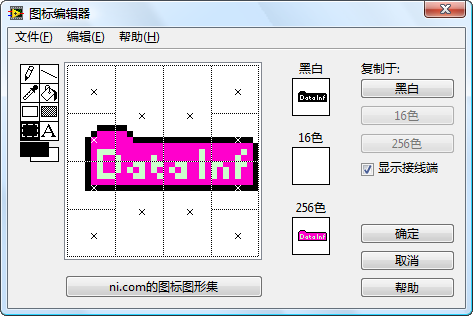 图标编辑器
文件(F) 编辑(E) 帮助(H)
黑白
复制于:
黑白
DataInf
16色
16色
256色
显示接线端
A
DataInf
256色
DataInf
确定
取消
ni.com的图标图形集
帮助